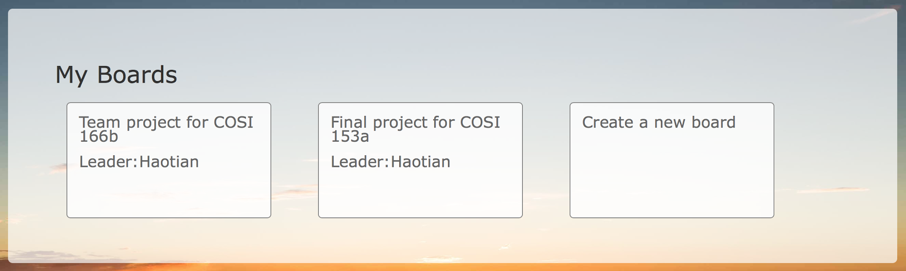 My Boards
Team project for COSI
166b
Leader:Haotian
Final project for COSI
153a
Leader:Haotian
Create a new board